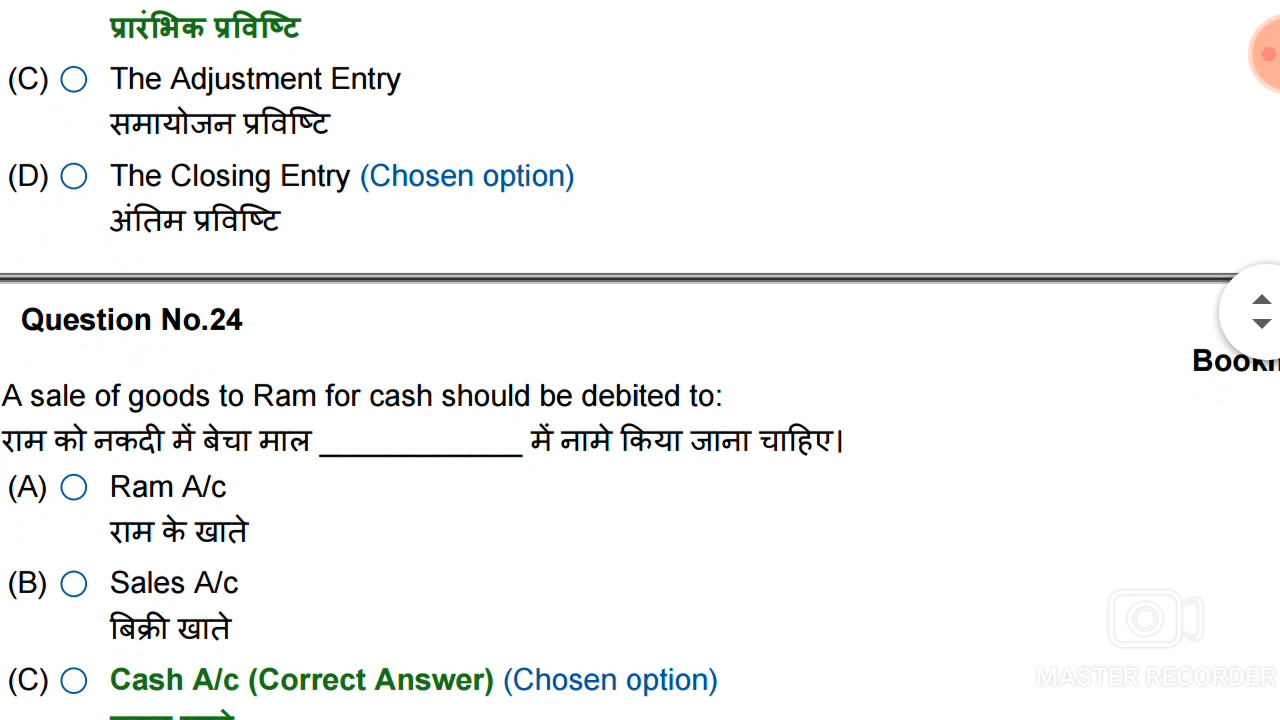 प्रारंभिक प्रविष्टि
(C) The Adjustment Entry
समायोजन प्रविष्टि
(D) The Closing Entry (Chosen option)
अंतिम प्रविष्टि
Question No.24
A sale of goods to Ram for cash should be debited to:
राम को नकदी में बेचा माल ____________ में नामे किया जाना चाहिए।
(A) Ram A/c
राम के खाते
(B) Sales A/c
बिक्री खाते
(C) Cash A/c (Correct Answer) (Chosen option)
MASTER RECORDER